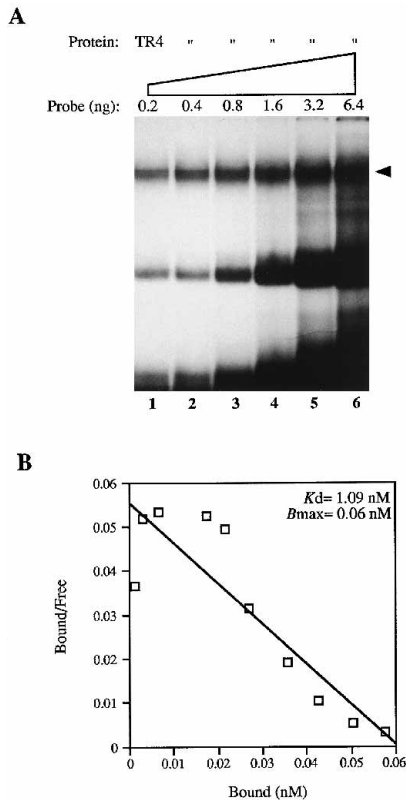 A
Protein: TR4 " " " " "
Probe (ng): 0.2 0.4 0.8 1.6 3.2 6.4
1 2 3 4 5 6
B
Kd= 1.09 nM
Bmax= 0.06 nM
0.06
0.05
0.04
0.03
0.02
0.01
0
Bound/Free
0 0.01 0.02 0.03 0.04 0.05 0.06
Bound (nM)